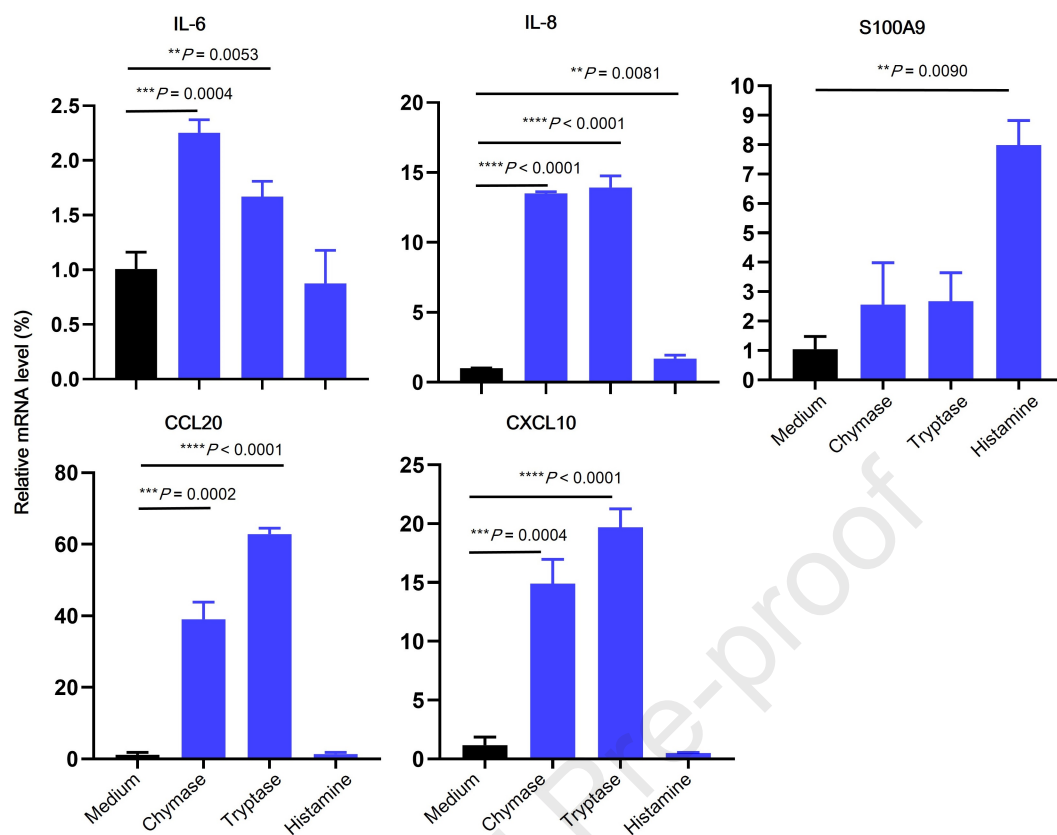 IL-6
**P = 0.0053
***P = 0.0004
2.5
2.0
1.5
1.0
0.5
0.0
IL-8
**P = 0.0081
****P < 0.0001
****P < 0.0001
20
15
10
5
0
S100A9
**P = 0.0090
10
9
8
7
6
5
4
3
2
1
0
Medium
Chymase
Tryptase
Histamine
Relative mRNA level (%)
CCL20
****P < 0.0001
***P = 0.0002
80
60
40
20
0
Medium
Chymase
Tryptase
Histamine
CXCL10
****P < 0.0001
***P = 0.0004
25
20
15
10
5
0
Medium
Chymase
Tryptase
Histamine
Pre-proof